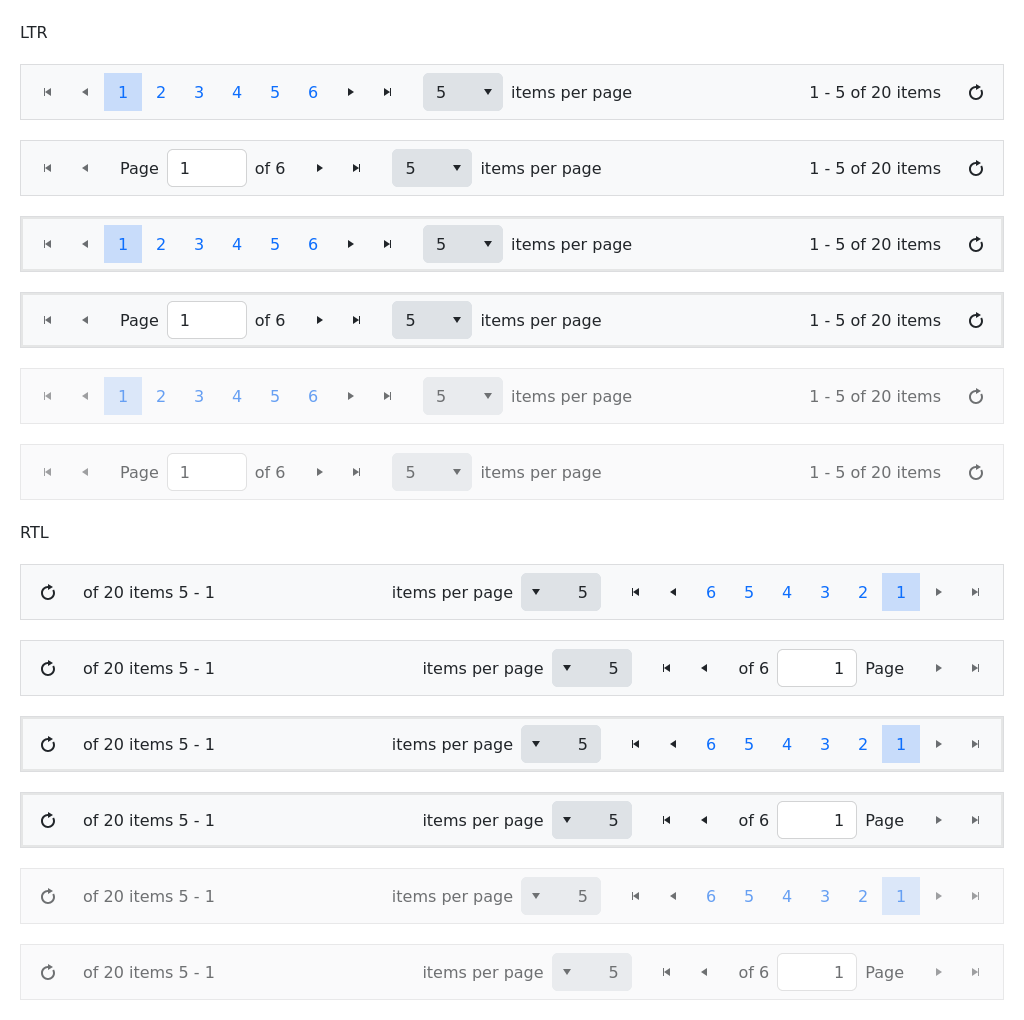 LTR
1 2 3 4 5 6 5 items per page 1 - 5 of 20 items
Page 1 of 6 5 items per page 1 - 5 of 20 items
1 2 3 4 5 6 5 items per page 1 - 5 of 20 items
Page 1 of 6 5 items per page 1 - 5 of 20 items
1 2 3 4 5 6 5 items per page 1 - 5 of 20 items
Page 1 of 6 5 items per page 1 - 5 of 20 items
RTL
of 20 items 5 - 1 items per page 5 6 5 4 3 2 1
of 20 items 5 - 1 items per page 5 of 6 1 Page
of 20 items 5 - 1 items per page 5 6 5 4 3 2 1
of 20 items 5 - 1 items per page 5 of 6 1 Page
of 20 items 5 - 1 items per page 5 6 5 4 3 2 1
of 20 items 5 - 1 items per page 5 of 6 1 Page